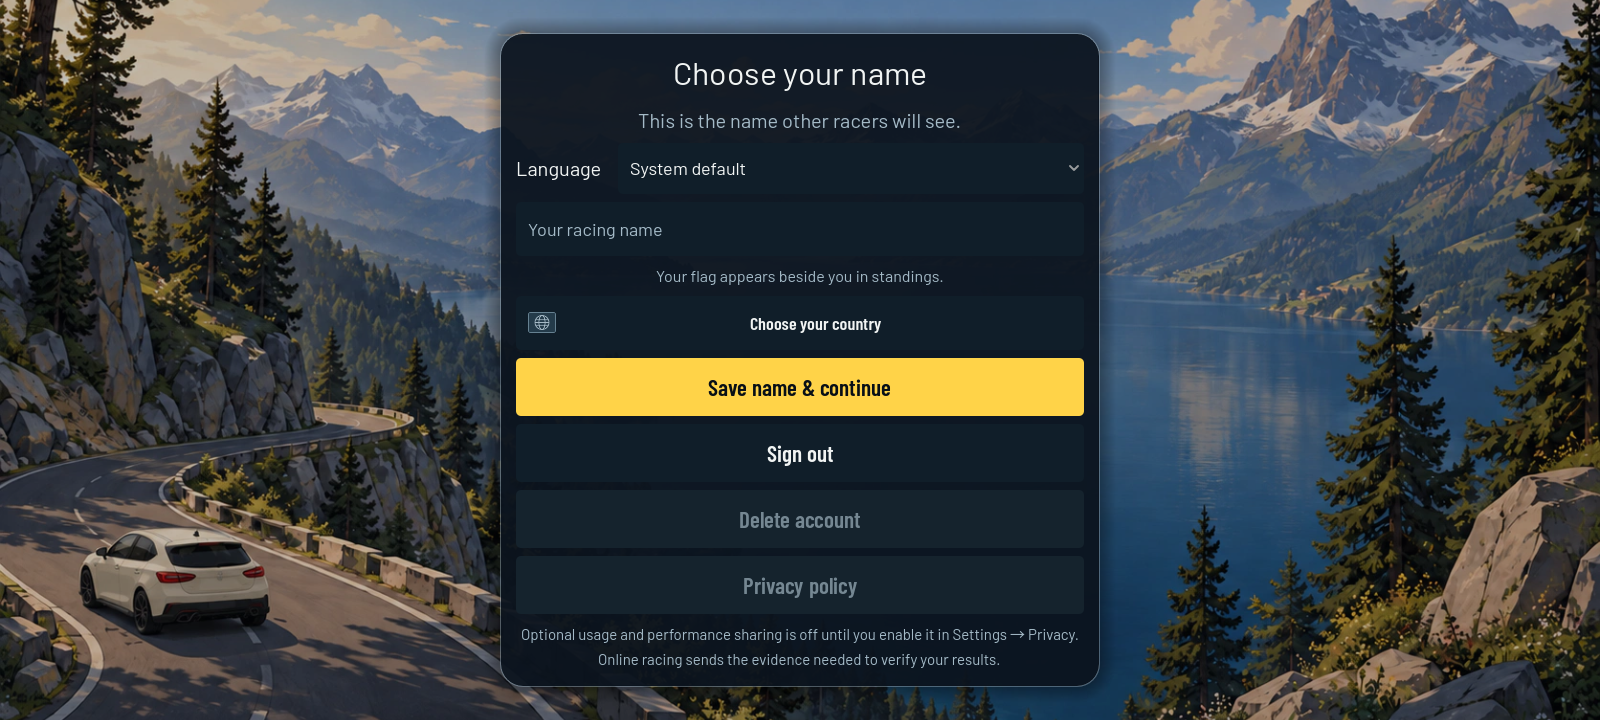 Choose your name
This is the name other racers will see.
Language
System default
Your racing name
Your flag appears beside you in standings.
Choose your country
Save name & continue
Sign out
Delete account
Privacy policy
Optional usage and performance sharing is off until you enable it in Settings → Privacy.
Online racing sends the evidence needed to verify your results.